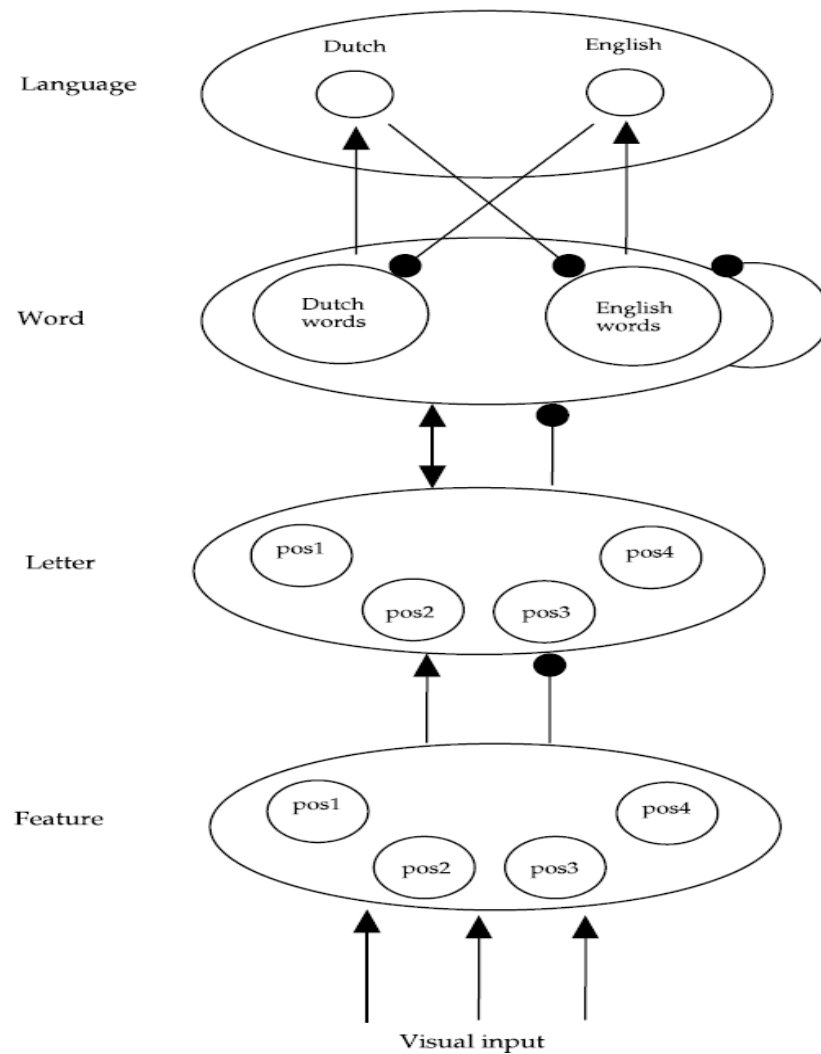 Dutch
English
Language
Dutch
words
English
words
Word
pos1
pos4
Letter
pos2
pos3
pos1
pos4
Feature
pos2
pos3
Visual input